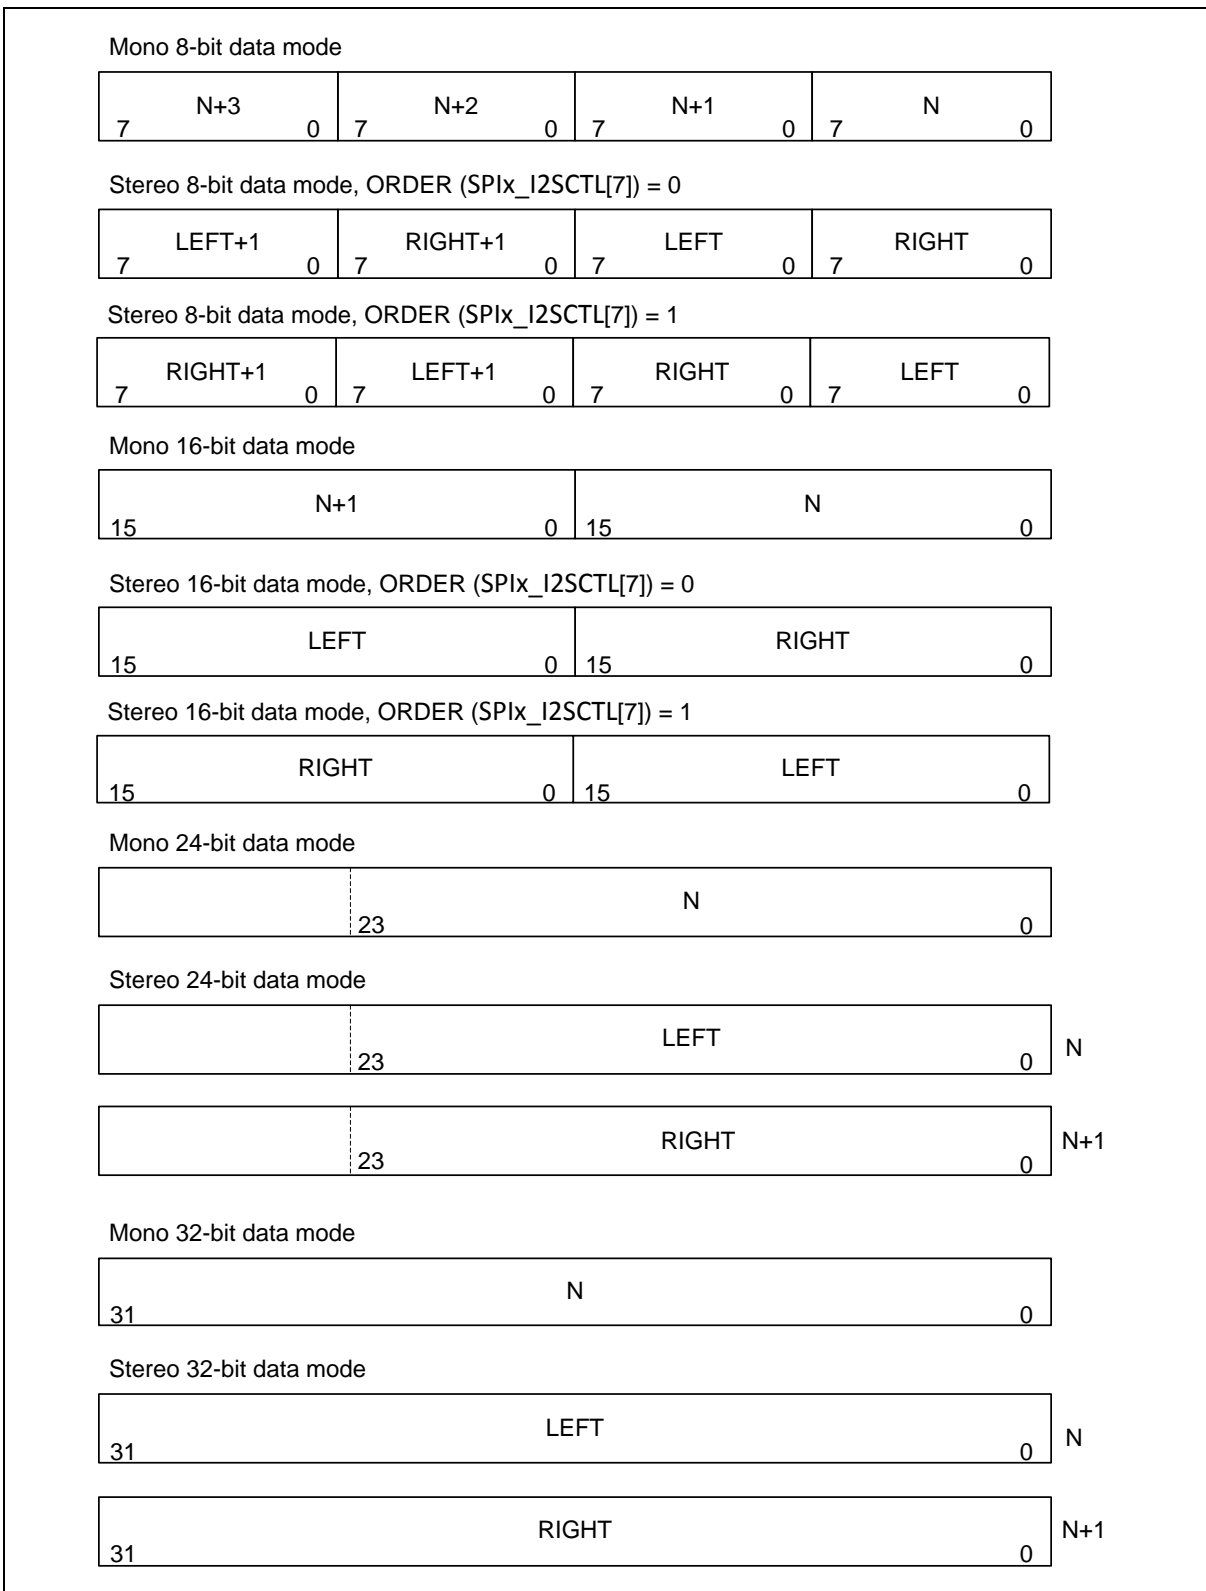 Mono 8-bit data mode
N+3 N+2 N+1 N
7 0 7 0 7 0 7 0
Stereo 8-bit data mode, ORDER (SPIx_I2SCTL[7]) = 0
LEFT+1 RIGHT+1 LEFT RIGHT
7 0 7 0 7 0 7 0
Stereo 8-bit data mode, ORDER (SPIx_I2SCTL[7]) = 1
RIGHT+1 LEFT+1 RIGHT LEFT
7 0 7 0 7 0 7 0
Mono 16-bit data mode
N+1 N
15 0 15 0
Stereo 16-bit data mode, ORDER (SPIx_I2SCTL[7]) = 0
LEFT RIGHT
15 0 15 0
Stereo 16-bit data mode, ORDER (SPIx_I2SCTL[7]) = 1
RIGHT LEFT
15 0 15 0
Mono 24-bit data mode
N
23 0
Stereo 24-bit data mode
LEFT N
23 0
RIGHT N+1
23 0
Mono 32-bit data mode
N
31 0
Stereo 32-bit data mode
LEFT N
31 0
RIGHT N+1
31 0